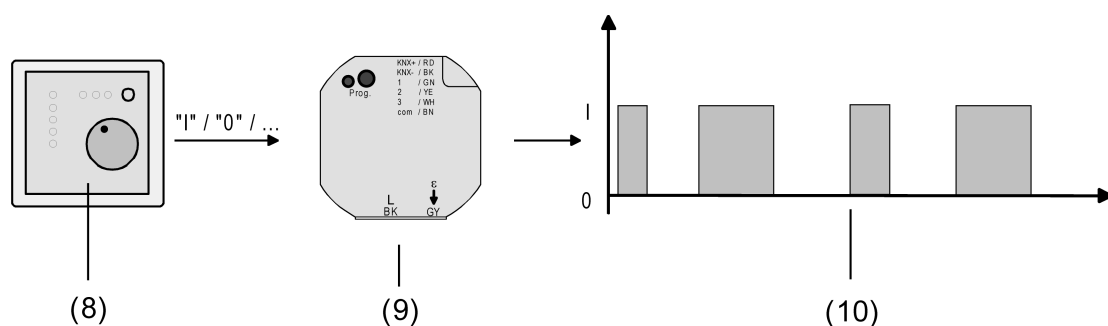 "I" / "0" / ...
KNX+ / RD
KNX- / BK
1 / GN
2 / YE
3 / WH
com / BN
Prog.
ε
L
BK
GY
I
0
(8)
(9)
(10)